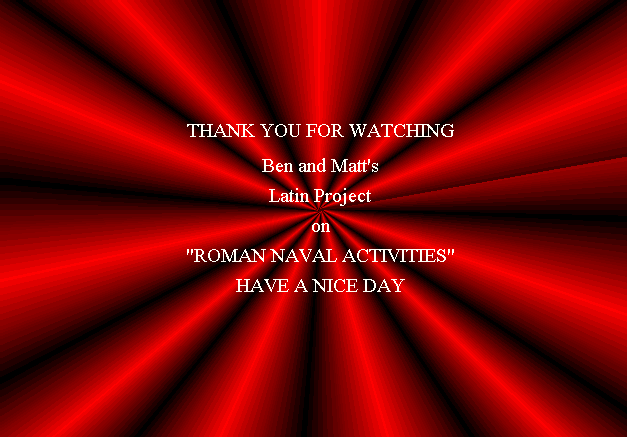 THANK YOU FOR WATCHING
Ben and Matt's
Latin Project
on
"ROMAN NAVAL ACTIVITIES"
HAVE A NICE DAY